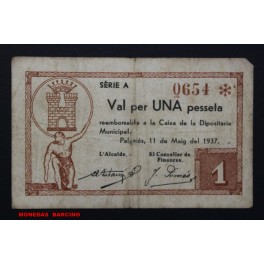 SÈRIE A
0654 *
Val per UNA pesseta
reemborsable a la Caixa de la Dipositaria
Municipal.
Palamós, 11 de Maig del 1937.
L'Alcalde, El Conseller de
Finances,
J. Dimás
1
MONEDAS BARCINO